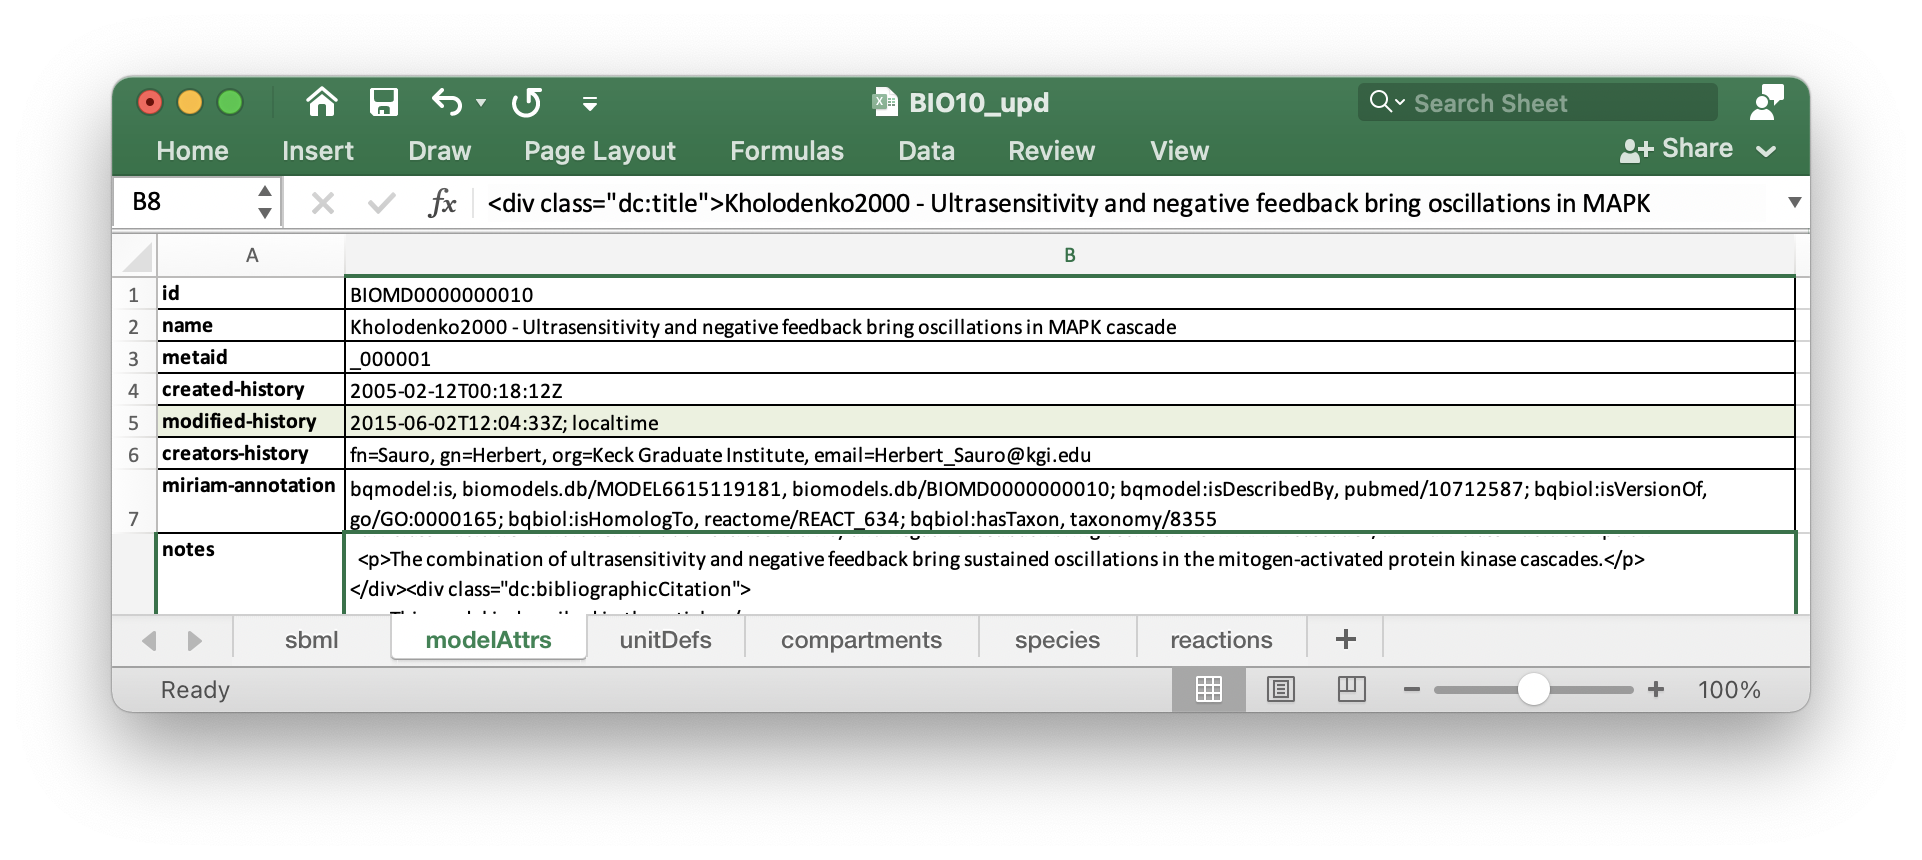 BIO10_upd
Search Sheet
Home Insert Draw Page Layout Formulas Data Review View Share
B8 fx <div class="dc:title">Kholodenko2000 - Ultrasensitivity and negative feedback bring oscillations in MAPK
A B
1 id BIOMD0000000010
2 name Kholodenko2000 - Ultrasensitivity and negative feedback bring oscillations in MAPK cascade
3 metaid _000001
4 created-history 2005-02-12T00:18:12Z
5 modified-history 2015-06-02T12:04:33Z; localtime
6 creators-history fn=Sauro, gn=Herbert, org=Keck Graduate Institute, email=Herbert_Sauro@kgi.edu
miriam-annotation bqmodel:is, biomodels.db/MODEL6615119181, biomodels.db/BIOMD0000000010; bqmodel:isDescribedBy, pubmed/10712587; bqbiol:isVersionOf,
7 go/GO:0000165; bqbiol:isHomologTo, reactome/REACT_634; bqbiol:hasTaxon, taxonomy/8355
notes <p>The combination of ultrasensitivity and negative feedback bring sustained oscillations in the mitogen-activated protein kinase cascades.</p>
</div><div class="dc:bibliographicCitation">
sbml modelAttrs unitDefs compartments species reactions +
Ready 100%